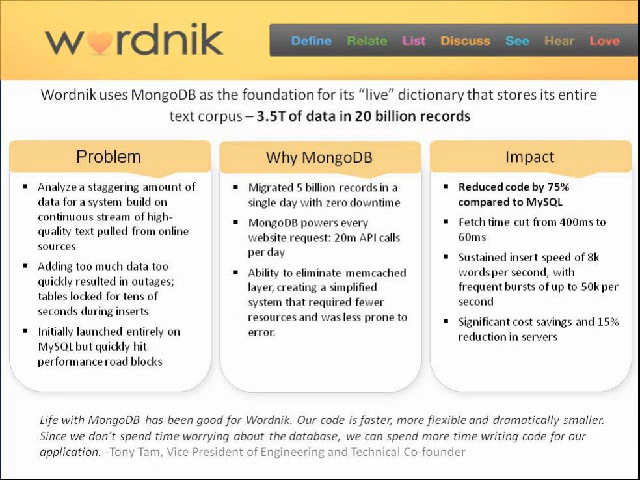 wordnik
Define Relate List Discuss See Hear Love
Wordnik uses MongoDB as the foundation for its “live” dictionary that stores its entire
text corpus – 3.5T of data in 20 billion records
Problem
▪ Analyze a staggering amount of
data for a system build on
continuous stream of high-
quality text pulled from online
sources
▪ Adding too much data too
quickly resulted in outages;
tables locked for tens of
seconds during inserts
▪ Initially launched entirely on
MySQL but quickly hit
performance road blocks
Why MongoDB
▪ Migrated 5 billion records in a
single day with zero downtime
▪ MongoDB powers every
website request: 20m API calls
per day
▪ Ability to eliminate memcached
layer, creating a simplified
system that required fewer
resources and was less prone to
error.
Impact
▪ Reduced code by 75%
compared to MySQL
▪ Fetch time cut from 400ms to
60ms
▪ Sustained insert speed of 8k
words per second, with
frequent bursts of up to 50k per
second
▪ Significant cost savings and 15%
reduction in servers
Life with MongoDB has been good for Wordnik. Our code is faster, more flexible and dramatically smaller.
Since we don’t spend time worrying about the database, we can spend more time writing code for our
application. -Tony Tam, Vice President of Engineering and Technical Co-founder